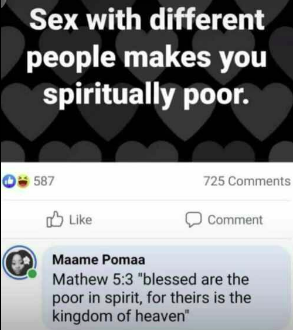 Sex with different
people makes you
spiritually poor.
587
725 Comments
Like
Comment
Maame Pomaa
Mathew 5:3 "blessed are the
poor in spirit, for theirs is the
kingdom of heaven"